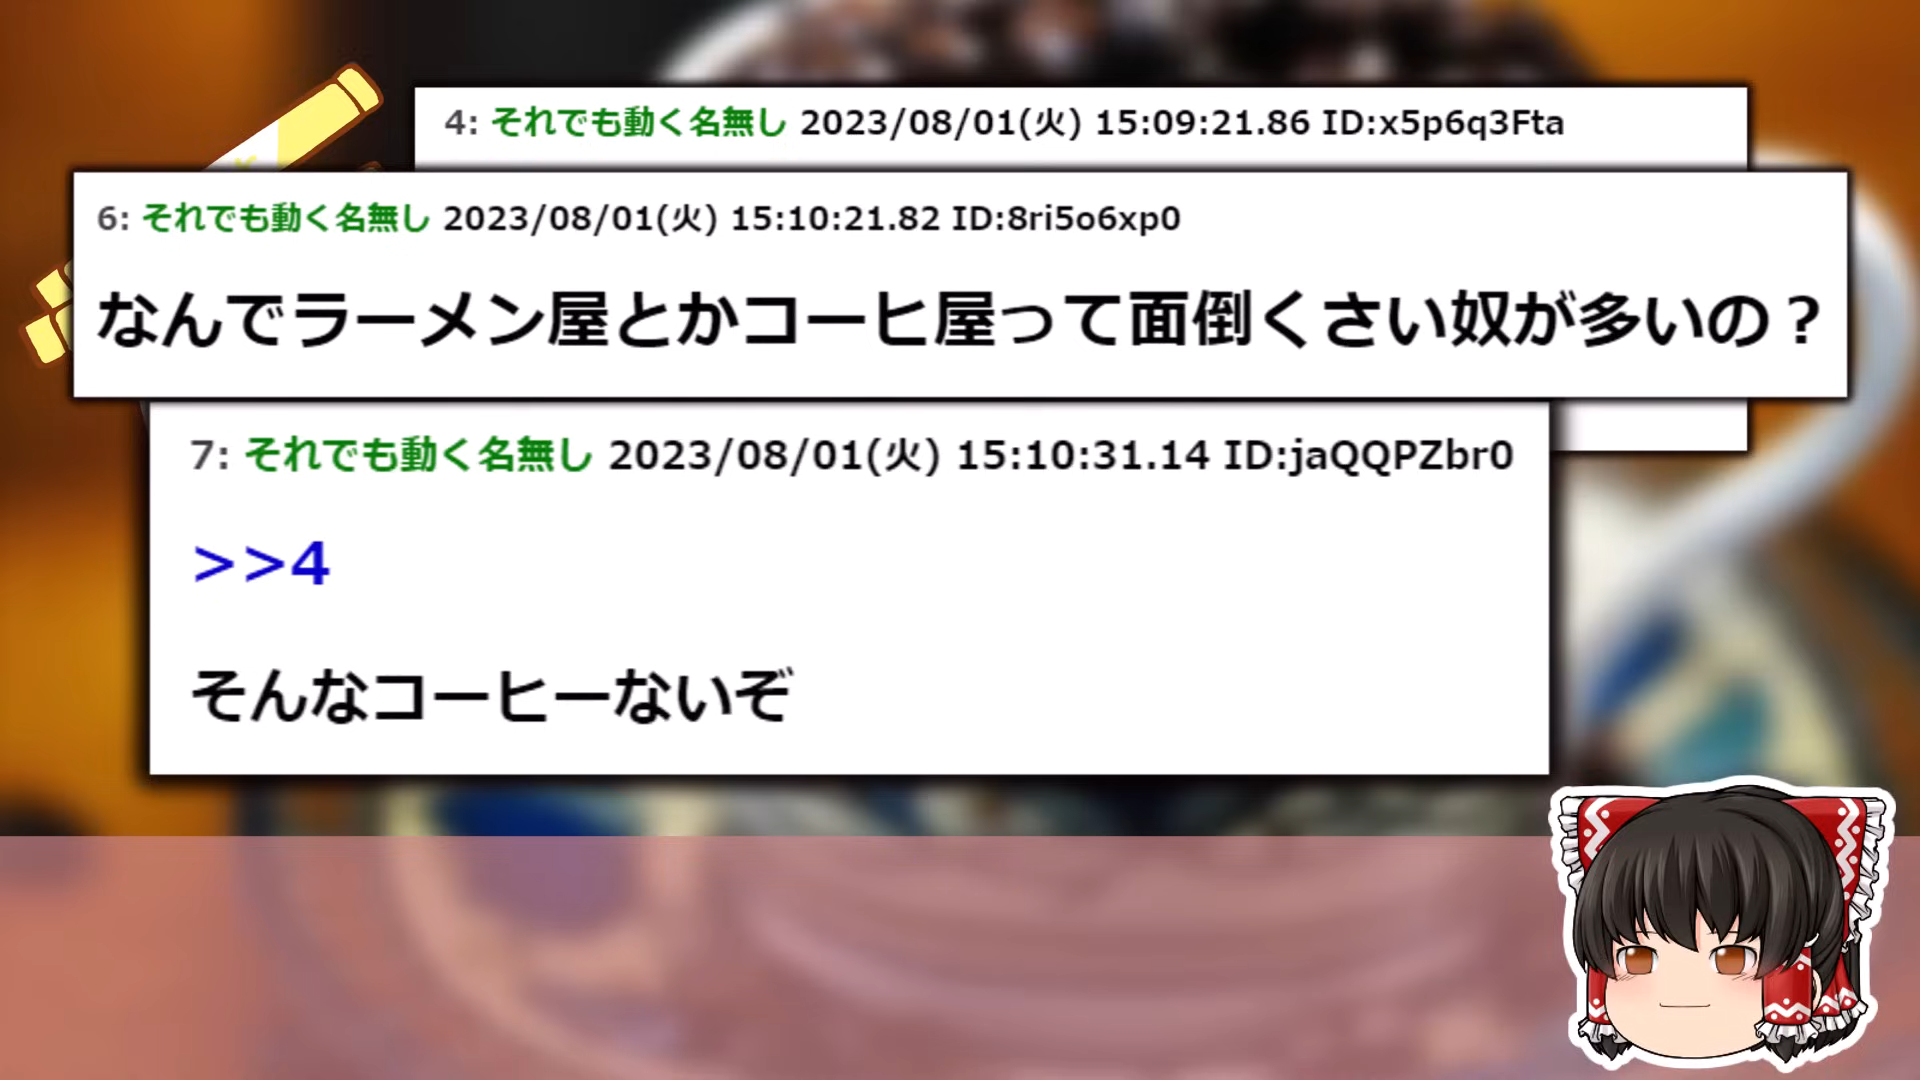 4: それでも動く名無し 2023/08/01(火) 15:09:21.86 ID:x5p6q3Fta
6: それでも動く名無し 2023/08/01(火) 15:10:21.82 ID:8ri5o6xp0
なんでラーメン屋とかコーヒ屋って面倒くさい奴が多いの？
7: それでも動く名無し 2023/08/01(火) 15:10:31.14 ID:jaQQPZbr0
>>4
そんなコーヒーないぞ